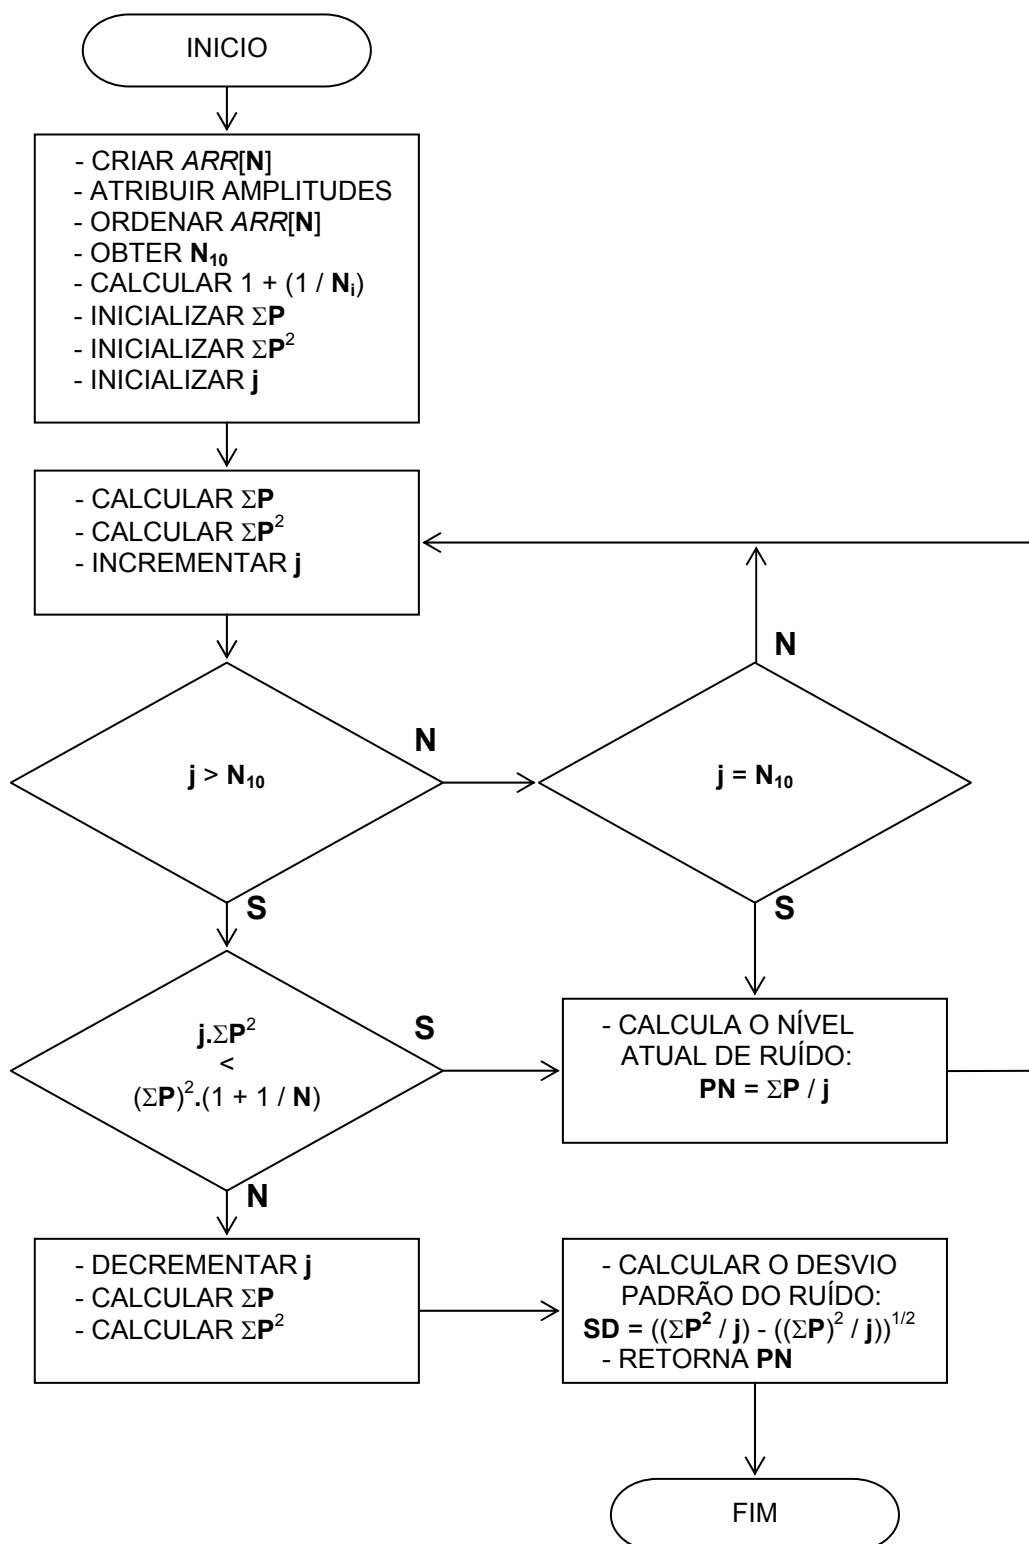 INICIO
- CRIAR ARR[N]
- ATRIBUIR AMPLITUDES
- ORDENAR ARR[N]
- OBTER N₁₀
- CALCULAR 1 + (1 / Nᵢ)
- INICIALIZAR ΣP
- INICIALIZAR ΣP²
- INICIALIZAR j
- CALCULAR ΣP
- CALCULAR ΣP²
- INCREMENTAR j
j > N₁₀
N
S
j = N₁₀
N
S
j.ΣP²
<
(ΣP)².(1 + 1 / N)
S
N
- CALCULA O NÍVEL
ATUAL DE RUÍDO:
PN = ΣP / j
- DECREMENTAR j
- CALCULAR ΣP
- CALCULAR ΣP²
- CALCULAR O DESVIO
PADRÃO DO RUÍDO:
SD = ((ΣP² / j) - ((ΣP)² / j))¹ᐟ²
- RETORNA PN
FIM